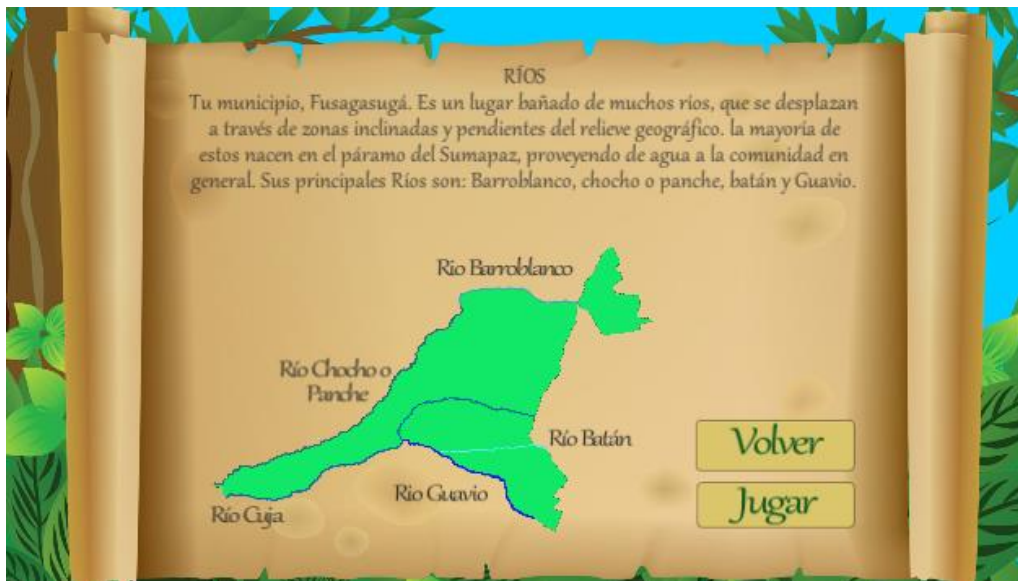 RÍOS
Tu municipio, Fusagasugá. Es un lugar bañado de muchos ríos, que se desplazan
a través de zonas inclinadas y pendientes del relieve geográfico. la mayoría de
estos nacen en el páramo del Sumapaz, proveyendo de agua a la comunidad en
general. Sus principales Ríos son: Barroblanco, chocho o panche, batán y Guavio.
Rio Barroblanco
Río Chocho o
Panche
Río Batán
Rio Guavio
Río Cuja
Volver
Jugar